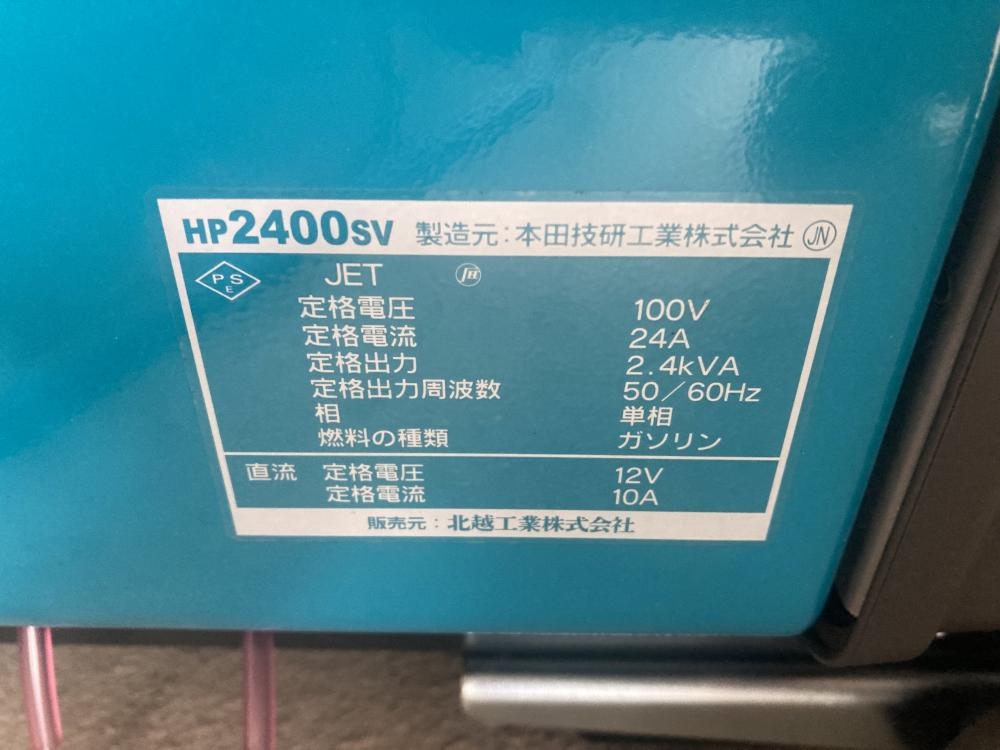 HP2400SV 製造元:本田技研工業株式会社 JN
PSE JET JET
定格電圧 100V
定格電流 24A
定格出力 2.4kVA
定格出力周波数 50/60Hz
相 単相
燃料の種類 ガソリン
直流 定格電圧 12V
定格電流 10A
販売元:北越工業株式会社